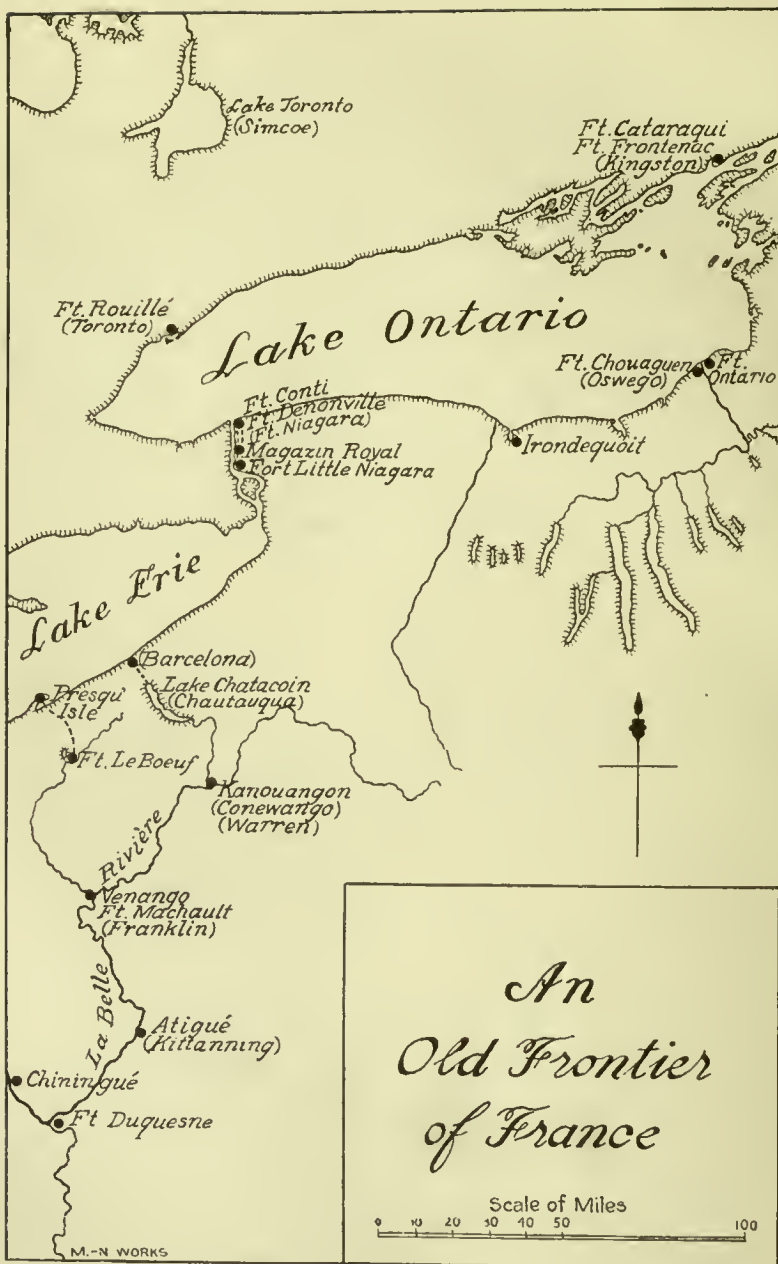 Lake Toronto
(Simcoe)
Ft. Cataraqui
Ft. Frontenac
(Kingston)
Ft. Rouillé
(Toronto)
Lake Ontario
Ft. Chouaguen
(Oswego)
Ft.
Ontario
Ft. Conti
Ft. Denonville
(Ft. Niagara)
Magazin Royal
Fort Little Niagara
Irondequoit
Lake Erie
(Barcelona)
Lake Chatacoin
(Chautauqua)
Presqu'
Isle
Ft. Le Boeuf
Kanouangon
(Conewango)
(Warren)
Rivière
La Belle
Venango
Ft. Machault
(Franklin)
Atigué
(Kittanning)
Chiningué
Ft Duquesne
An
Old Frontier
of France
Scale of Miles
0 10 20 30 40 50 100
M.-N WORKS